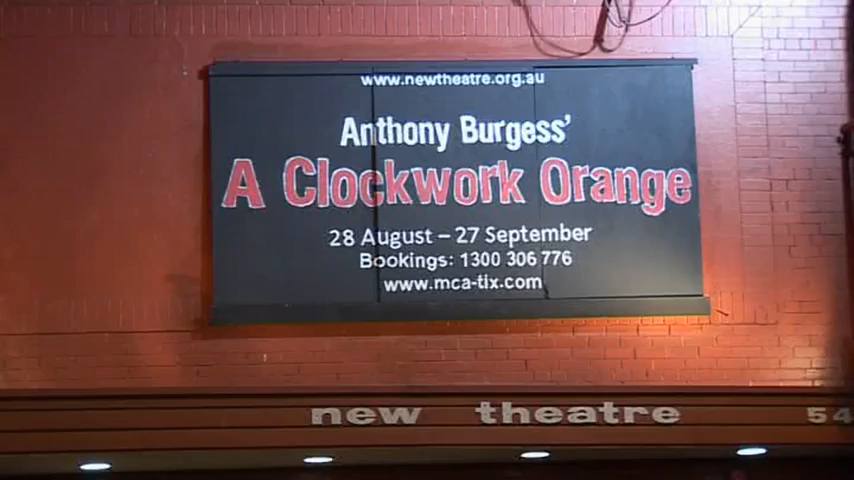 www.newtheatre.org.au
Anthony Burgess'
A Clockwork Orange
28 August – 27 September
Bookings: 1300 306 776
www.mca-tix.com
new theatre 54